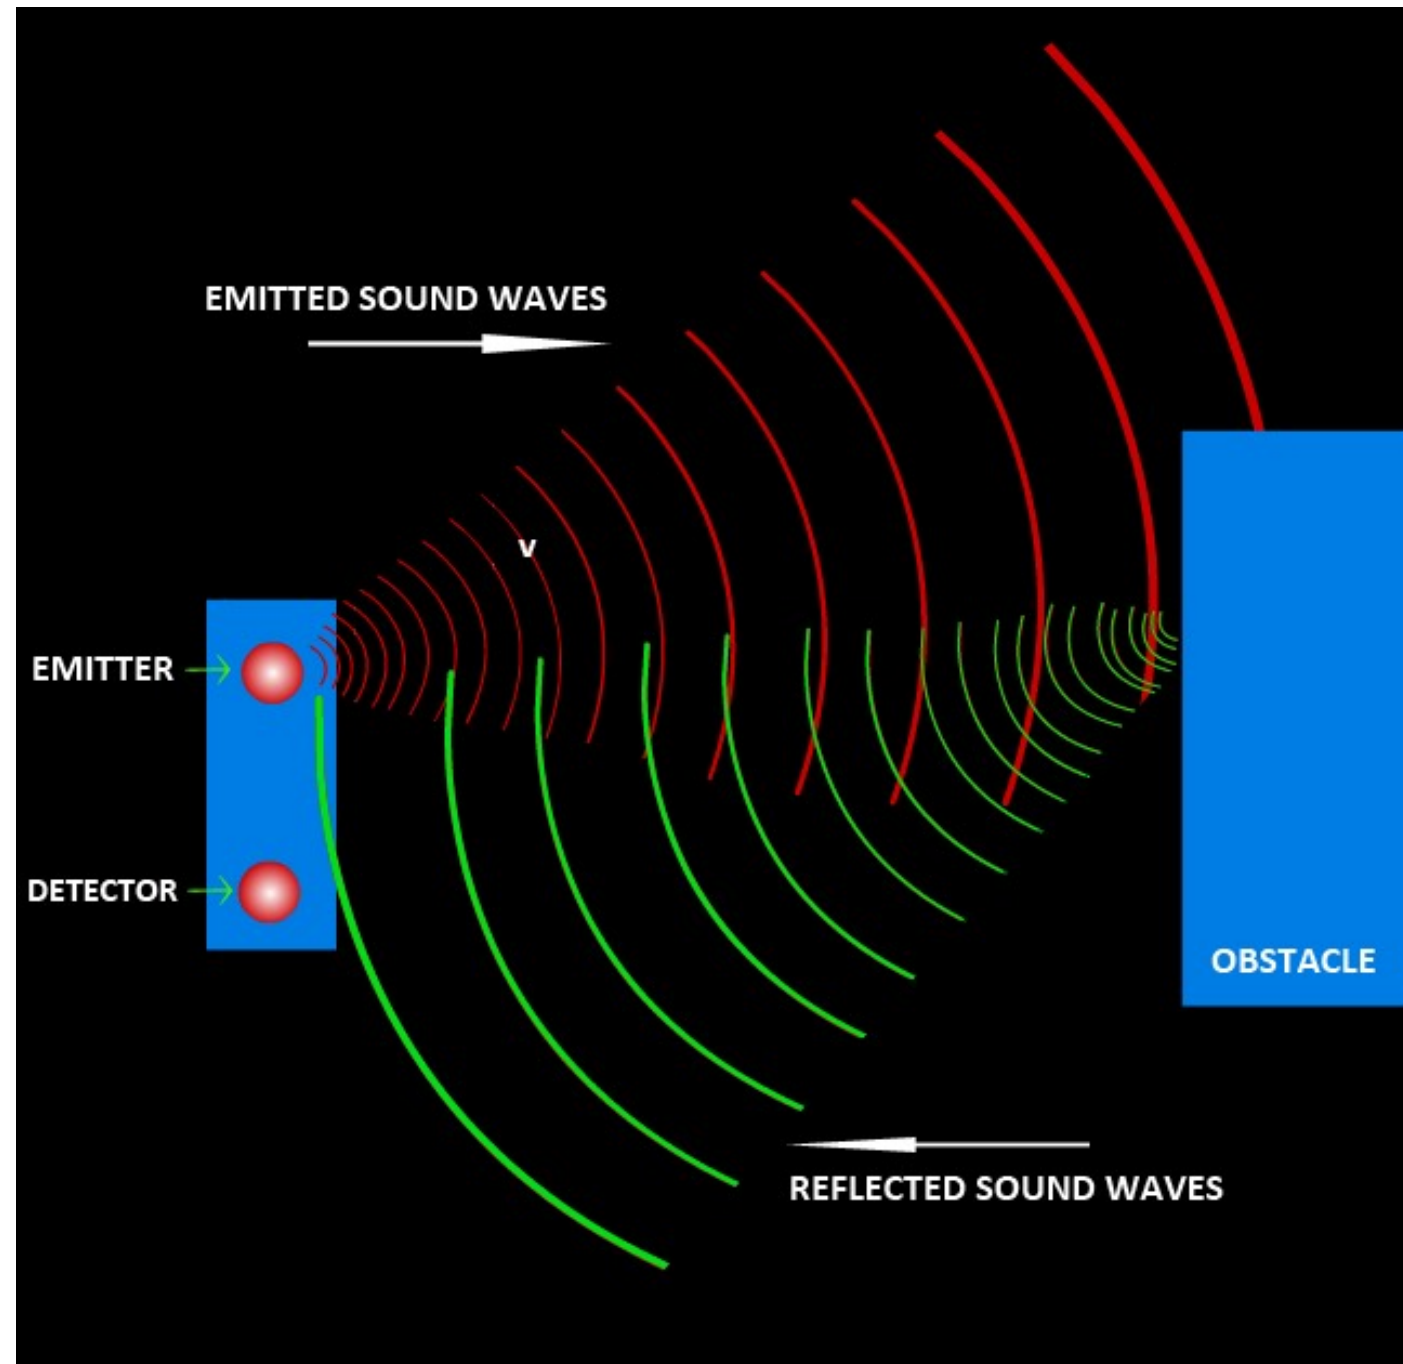 EMITTED SOUND WAVES
v
EMITTER
DETECTOR
OBSTACLE
REFLECTED SOUND WAVES